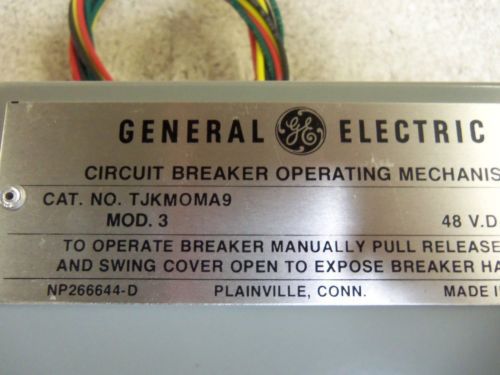 GENERAL GE ELECTRIC
CIRCUIT BREAKER OPERATING MECHANIS
CAT. NO. TJKMOMA9
MOD. 3 48 V.D.
TO OPERATE BREAKER MANUALLY PULL RELEASE
AND SWING COVER OPEN TO EXPOSE BREAKER HA
NP266644-D PLAINVILLE, CONN. MADE I